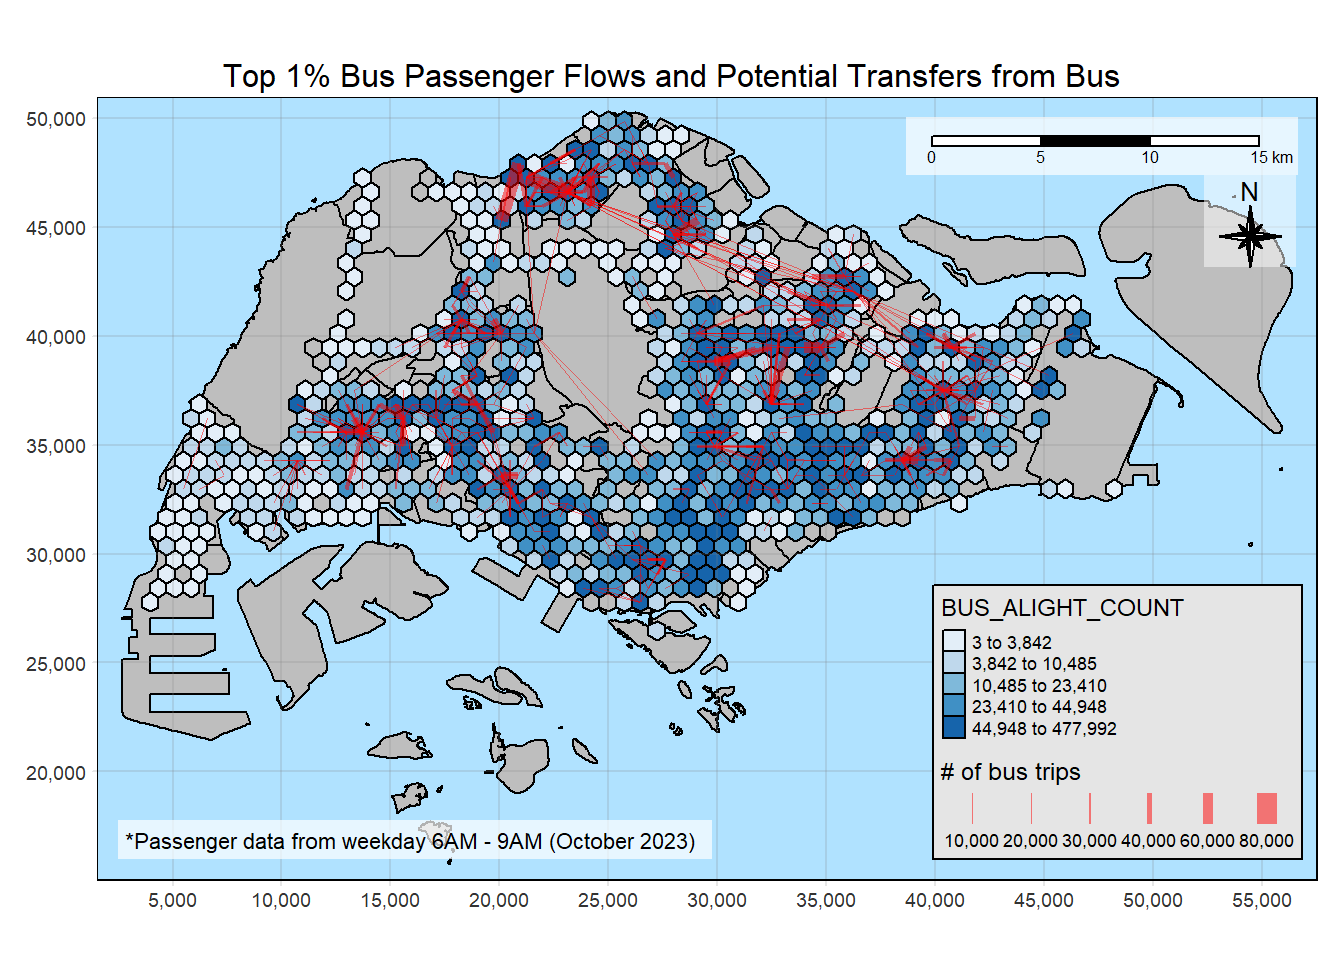 Top 1% Bus Passenger Flows and Potential Transfers from Bus
50,000
45,000
40,000
35,000
30,000
25,000
20,000
0 5 10 15 km
N
BUS_ALIGHT_COUNT
3 to 3,842
3,842 to 10,485
10,485 to 23,410
23,410 to 44,948
44,948 to 477,992
# of bus trips
10,000 20,000 30,000 40,000 60,000 80,000
*Passenger data from weekday 6AM - 9AM (October 2023)
5,000 10,000 15,000 20,000 25,000 30,000 35,000 40,000 45,000 50,000 55,000